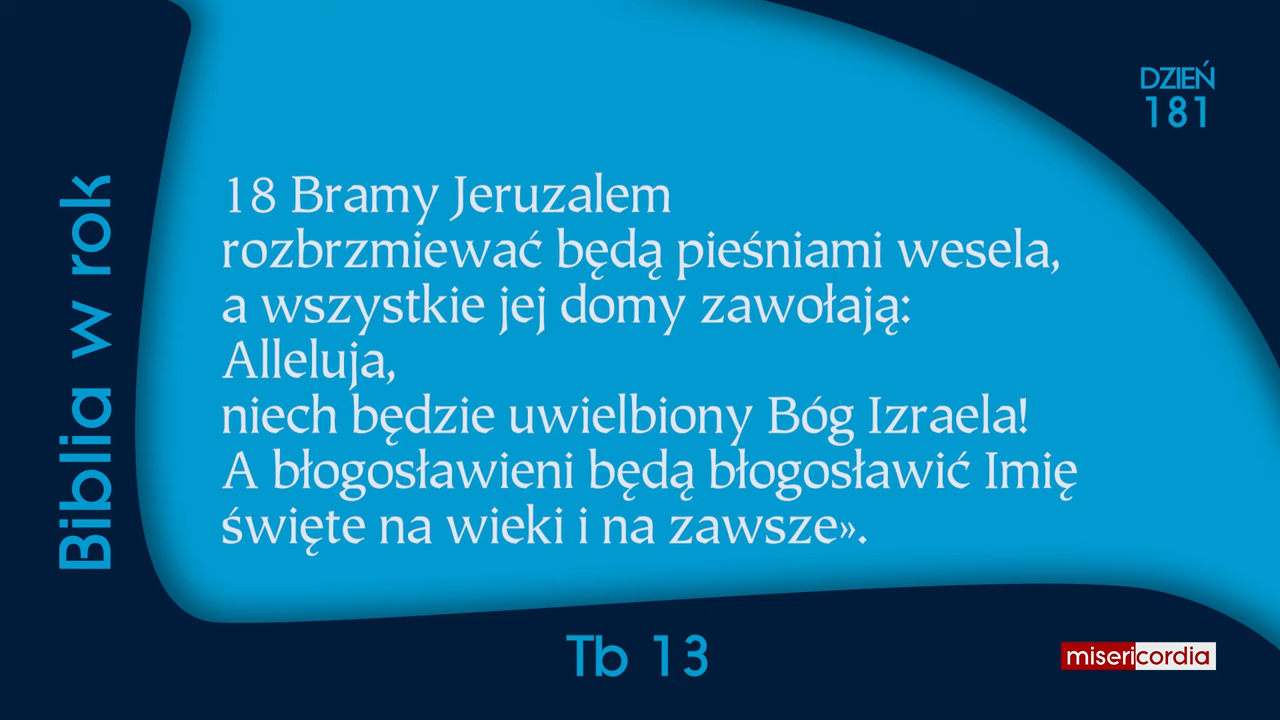 DZIEŃ
181
Biblia w rok
18 Bramy Jeruzalem
rozbrzmiewać będą pieśniami wesela,
a wszystkie jej domy zawołają:
Alleluja,
niech będzie uwielbiony Bóg Izraela!
A błogosławieni będą błogosławić Imię
święte na wieki i na zawsze».
Tb 13
misericordia